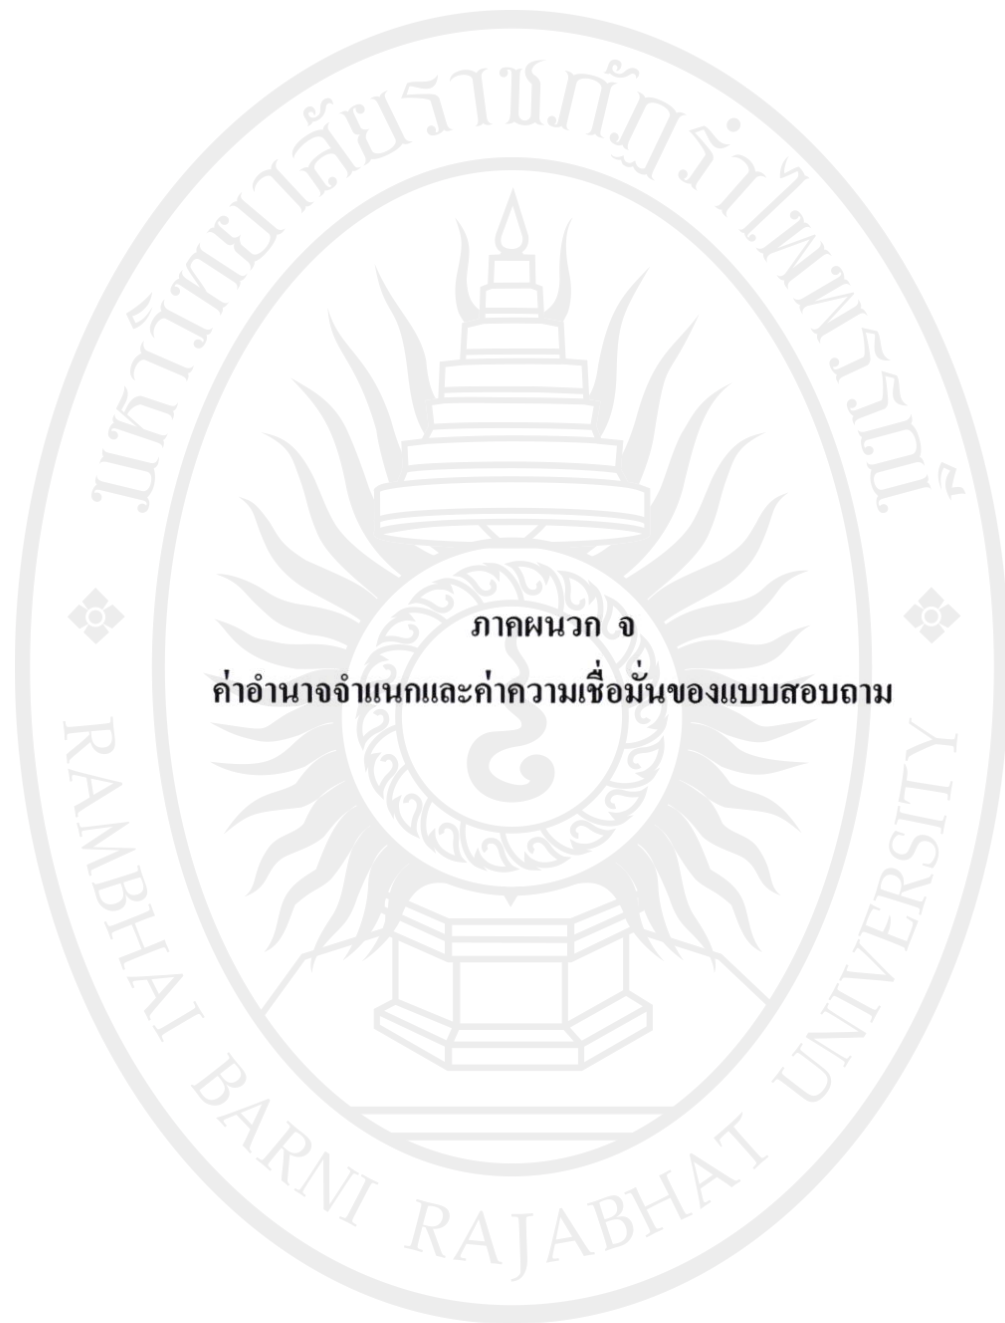 มหาวิทยาลัยราชภัฏรำไพพรรณี
ภาคผนวก จ
ค่าอำนาจจำแนกและค่าความเชื่อมั่นของแบบสอบถาม
RAMBHAI BARNI RAJABHAT UNIVERSITY